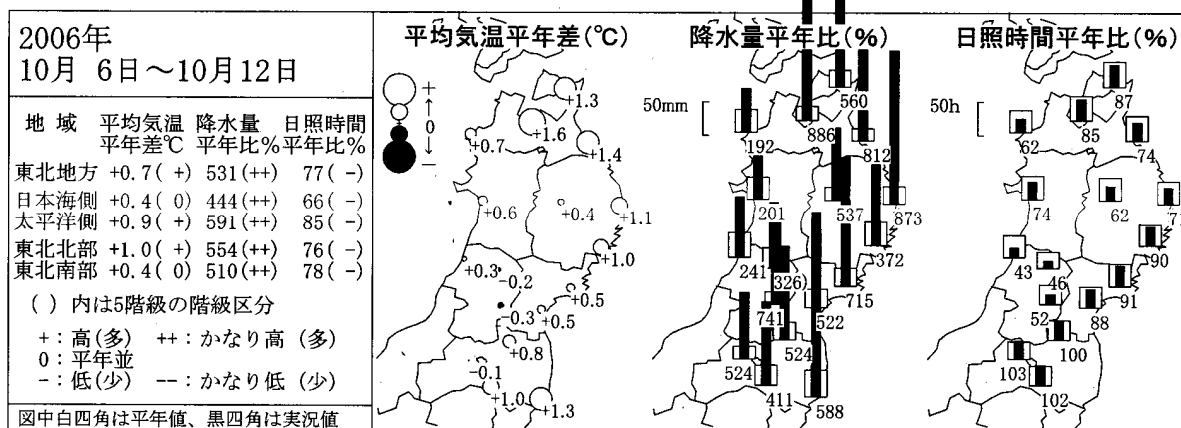 2006年
10月 6日～10月12日
地 域 平均気温 降水量 日照時間
平年差℃ 平年比% 平年比%
東北地方 +0.7( +) 531(++) 77( -)
日本海側 +0.4( 0) 444(++) 66( -)
太平洋側 +0.9( +) 591(++) 85( -)
東北北部 +1.0( +) 554(++) 76( -)
東北南部 +0.4( 0) 510(++) 78( -)
( ) 内は5階級の階級区分
+：高(多) ++：かなり高 (多)
0：平年並
-：低(少) --：かなり低 (少)
図中白四角は平年値、黒四角は実況値
平均気温平年差(℃)
+
↑
0
↓
-
+1.3
+1.6
+0.7
+1.4
+0.6
+0.4
+1.1
+1.0
+0.3
-0.2
+0.5
-0.3
+0.5
+0.8
-0.1
+1.0
+1.3
降水量平年比(%)
50mm
560
886
192
812
201
537
873
372
241
326
715
741
522
524
524
411
588
日照時間平年比(%)
50h
87
85
62
74
74
62
71
90
43
46
91
52
88
100
103
102